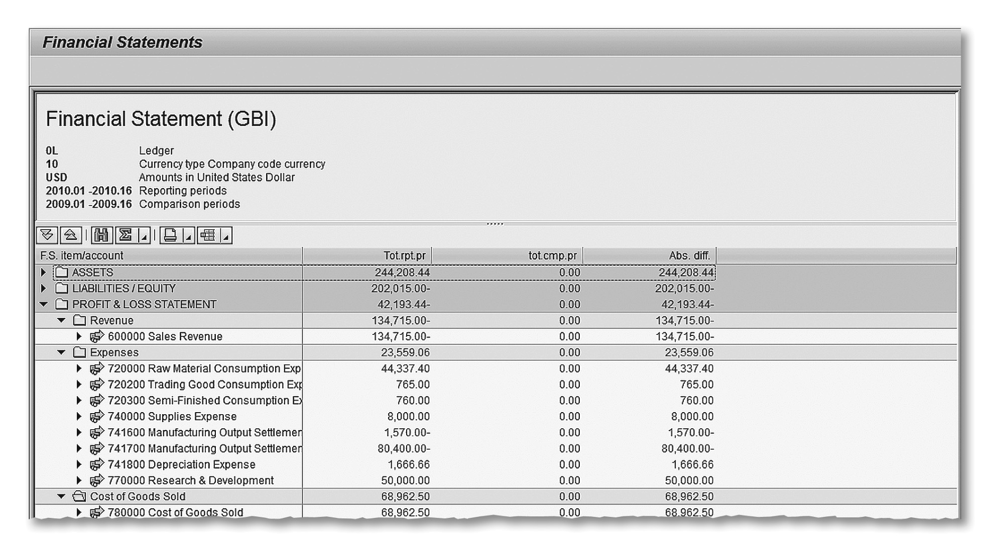 Financial Statements
Financial Statement (GBI)
0L Ledger
10 Currency type Company code currency
USD Amounts in United States Dollar
2010.01 -2010.16 Reporting periods
2009.01 -2009.16 Comparison periods
F.S. item/account Tot.rpt.pr tot.cmp.pr Abs. diff.
ASSETS 244,208.44 0.00 244,208.44
LIABILITIES / EQUITY 202,015.00- 0.00 202,015.00-
PROFIT & LOSS STATEMENT 42,193.44- 0.00 42,193.44-
Revenue 134,715.00- 0.00 134,715.00-
600000 Sales Revenue 134,715.00- 0.00 134,715.00-
Expenses 23,559.06 0.00 23,559.06
720000 Raw Material Consumption Exp 44,337.40 0.00 44,337.40
720200 Trading Good Consumption Exp 765.00 0.00 765.00
720300 Semi-Finished Consumption Ex 760.00 0.00 760.00
740000 Supplies Expense 8,000.00 0.00 8,000.00
741600 Manufacturing Output Settlemen 1,570.00- 0.00 1,570.00-
741700 Manufacturing Output Settlemen 80,400.00- 0.00 80,400.00-
741800 Depreciation Expense 1,666.66 0.00 1,666.66
770000 Research & Development 50,000.00 0.00 50,000.00
Cost of Goods Sold 68,962.50 0.00 68,962.50
780000 Cost of Goods Sold 68,962.50 0.00 68,962.50